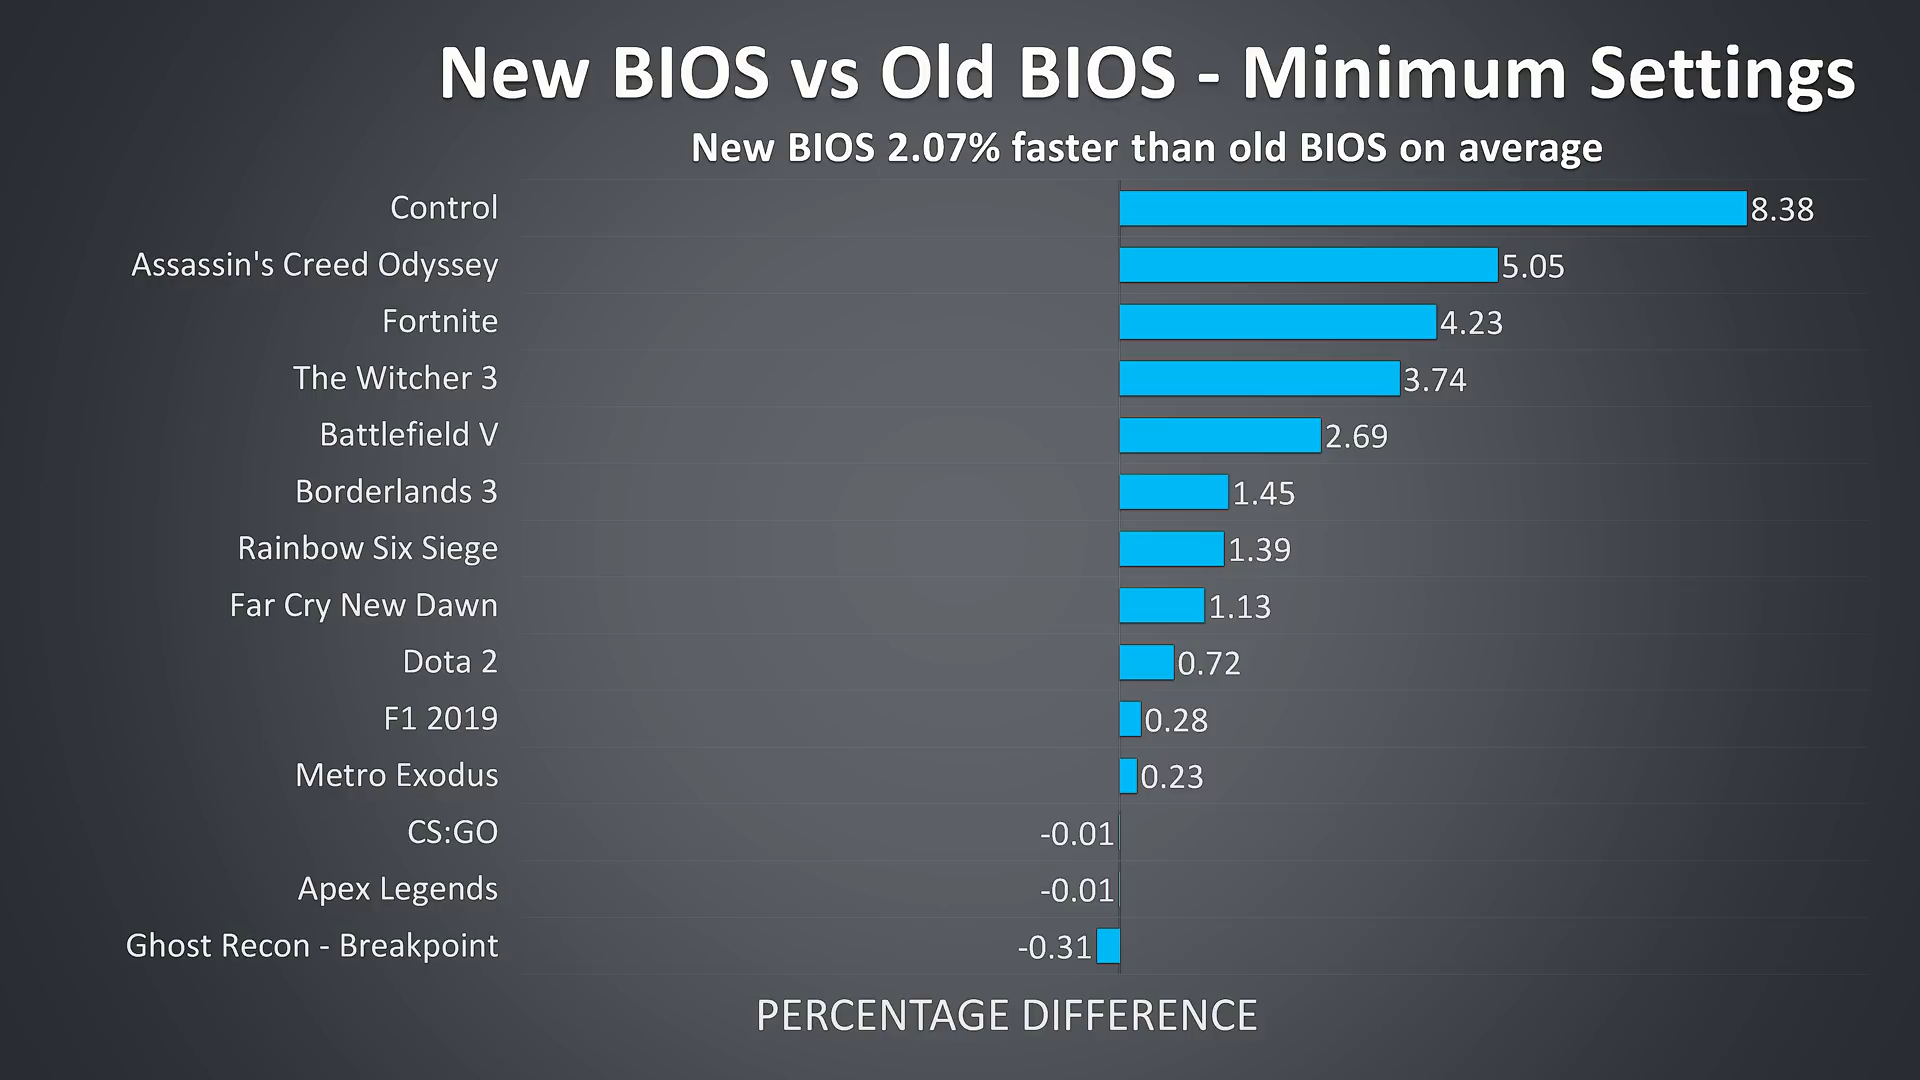 New BIOS vs Old BIOS - Minimum Settings
New BIOS 2.07% faster than old BIOS on average
Control 8.38
Assassin's Creed Odyssey 5.05
Fortnite 4.23
The Witcher 3 3.74
Battlefield V 2.69
Borderlands 3 1.45
Rainbow Six Siege 1.39
Far Cry New Dawn 1.13
Dota 2 0.72
F1 2019 0.28
Metro Exodus 0.23
CS:GO -0.01
Apex Legends -0.01
Ghost Recon - Breakpoint -0.31
PERCENTAGE DIFFERENCE